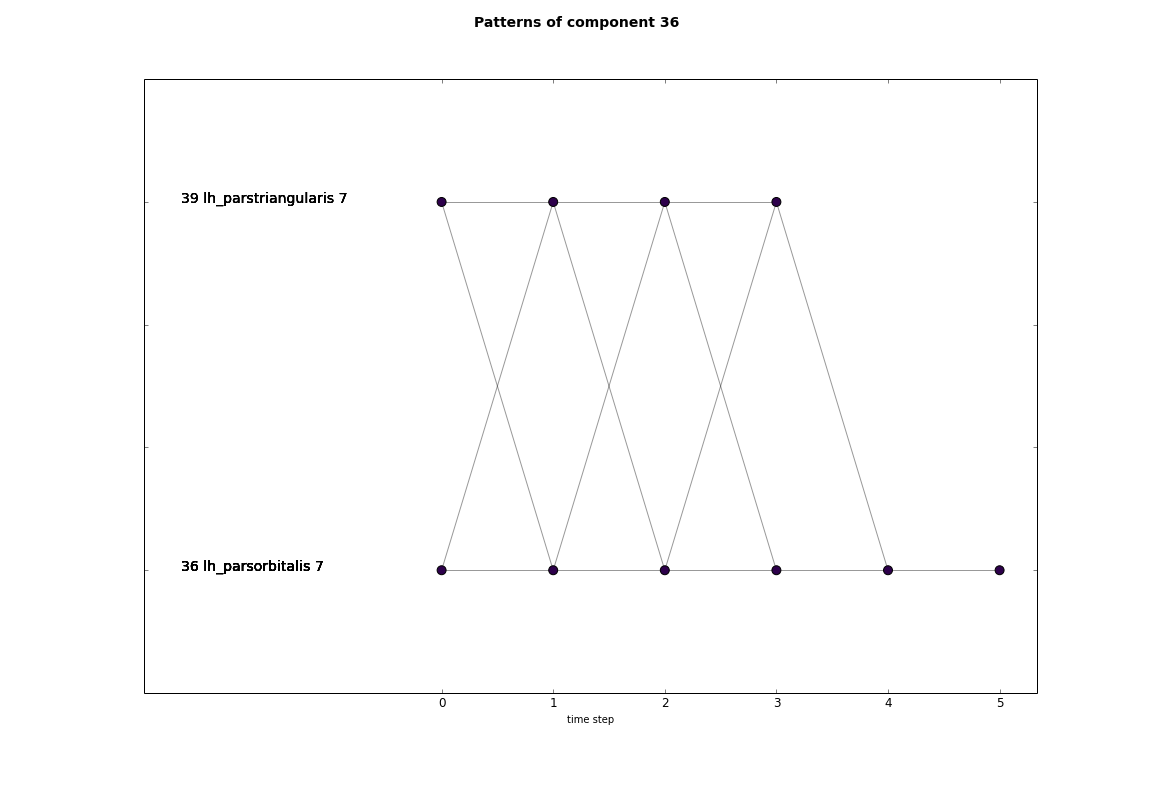 Patterns of component 36
39 lh_parstriangularis 7
36 lh_parsorbitalis 7
0 1 2 3 4 5
time step